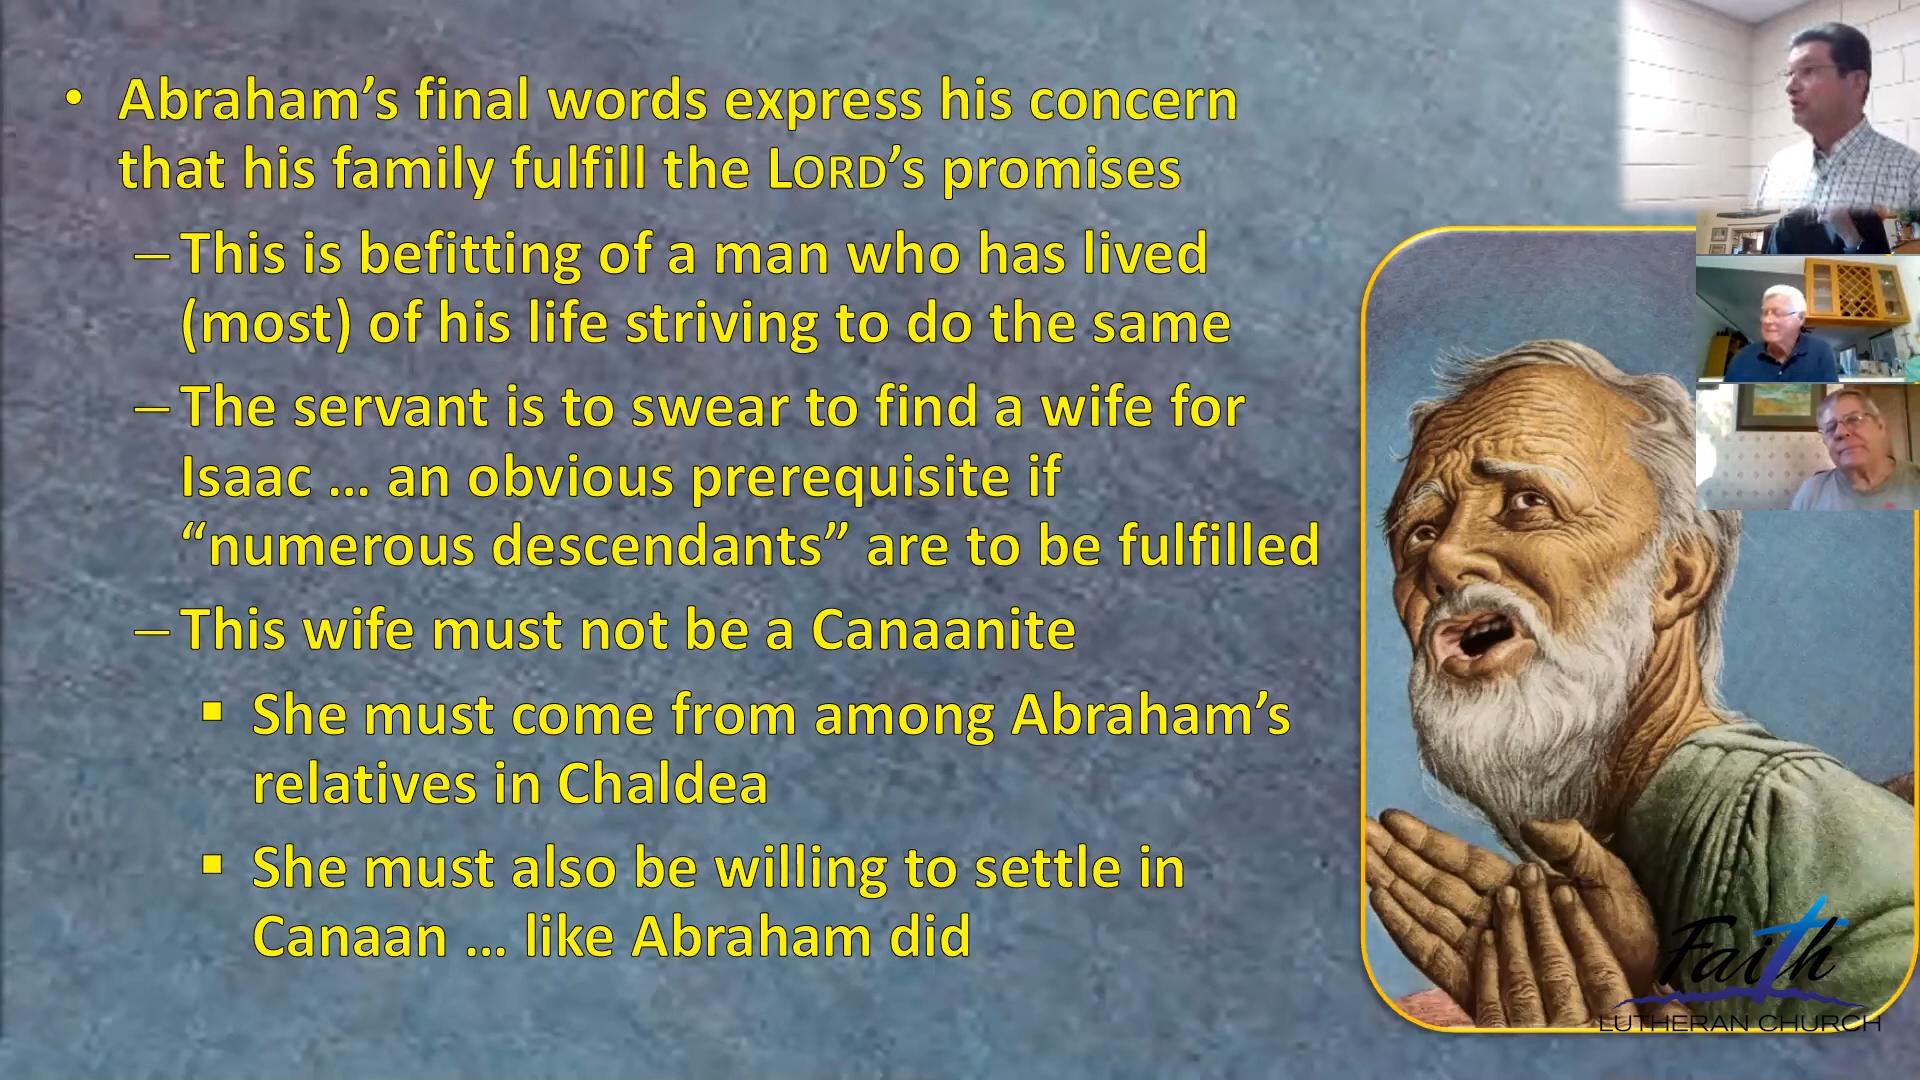 • Abraham’s final words express his concern
that his family fulfill the LORD’s promises
– This is befitting of a man who has lived
(most) of his life striving to do the same
– The servant is to swear to find a wife for
Isaac … an obvious prerequisite if
“numerous descendants” are to be fulfilled
– This wife must not be a Canaanite
▪ She must come from among Abraham’s
relatives in Chaldea
▪ She must also be willing to settle in
Canaan … like Abraham did
Faith
LUTHERAN CHURCH